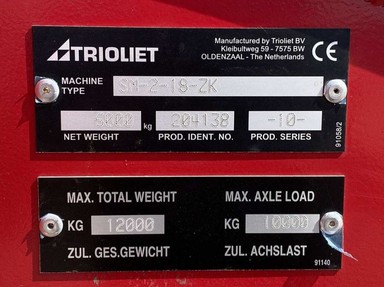 TRIOLIET
Manufactured by Trioliet BV
Kleibultweg 59 - 7575 BW
OLDENZAAL - The Netherlands
CE
MACHINE
TYPE
SM-2-18-ZK
kg
204138
-10-
NET WEIGHT
PROD. IDENT. NO.
PROD. SERIES
91058/2
MAX. TOTAL WEIGHT
MAX. AXLE LOAD
KG
12000
KG
10000
ZUL. GES.GEWICHT
ZUL. ACHSLAST
91140